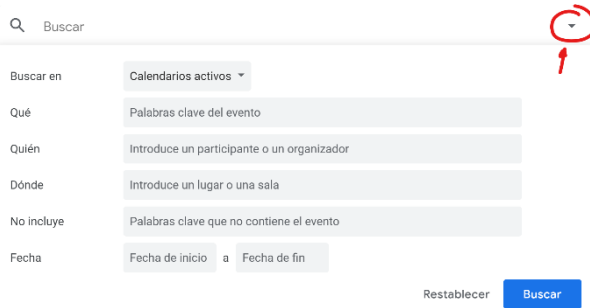 Buscar
Buscar en Calendarios activos
Qué Palabras clave del evento
Quién Introduce un participante o un organizador
Dónde Introduce un lugar o una sala
No incluye Palabras clave que no contiene el evento
Fecha Fecha de inicio a Fecha de fin
Restablecer Buscar